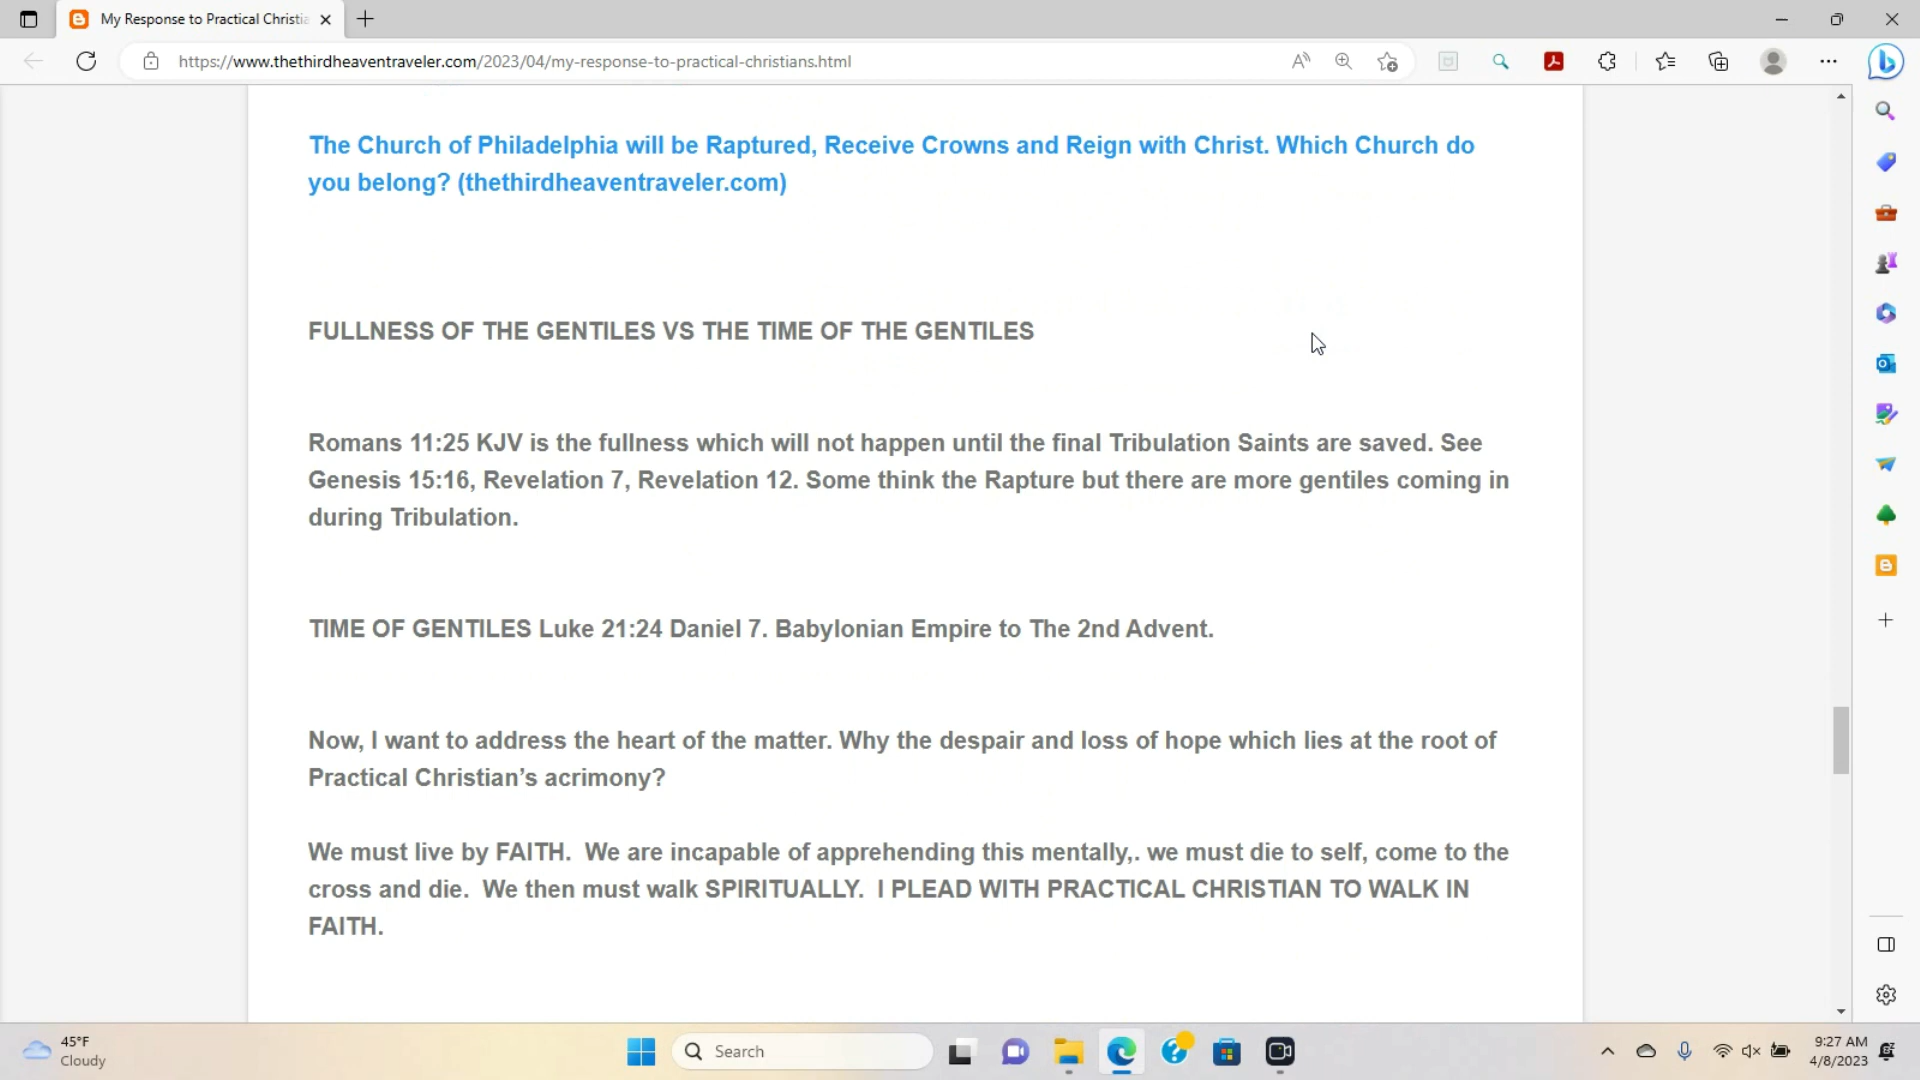 My Response to Practical Christia
https://www.thethirdheaventraveler.com/2023/04/my-response-to-practical-christians.html
The Church of Philadelphia will be Raptured, Receive Crowns and Reign with Christ. Which Church do
you belong? (thethirdheaventraveler.com)
FULLNESS OF THE GENTILES VS THE TIME OF THE GENTILES
Romans 11:25 KJV is the fullness which will not happen until the final Tribulation Saints are saved. See
Genesis 15:16, Revelation 7, Revelation 12. Some think the Rapture but there are more gentiles coming in
during Tribulation.
TIME OF GENTILES Luke 21:24 Daniel 7. Babylonian Empire to The 2nd Advent.
Now, I want to address the heart of the matter. Why the despair and loss of hope which lies at the root of
Practical Christian’s acrimony?
We must live by FAITH.  We are incapable of apprehending this mentally,. we must die to self, come to the
cross and die.  We then must walk SPIRITUALLY.  I PLEAD WITH PRACTICAL CHRISTIAN TO WALK IN
FAITH.
45°F
Cloudy
Search
9:27 AM
4/8/2023